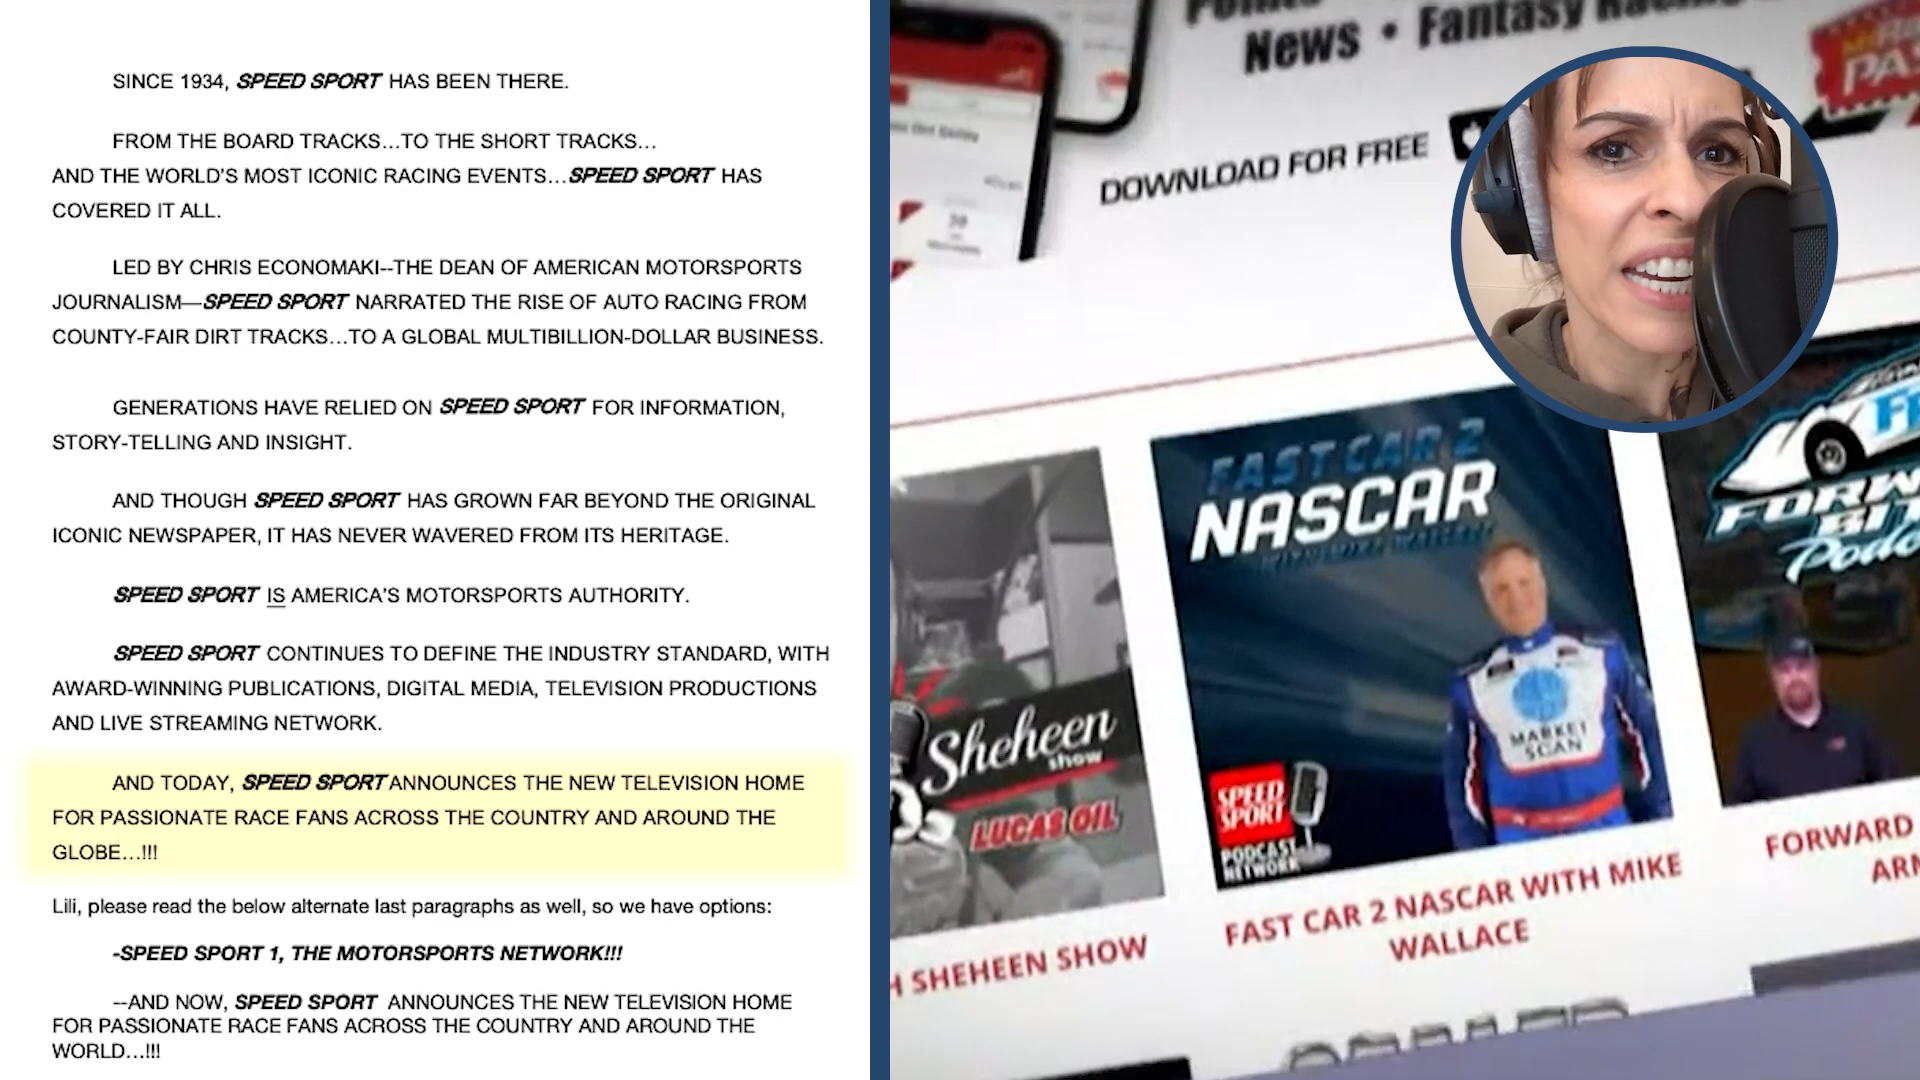 SINCE 1934, SPEED SPORT HAS BEEN THERE.
FROM THE BOARD TRACKS…TO THE SHORT TRACKS…
AND THE WORLD'S MOST ICONIC RACING EVENTS…SPEED SPORT HAS
COVERED IT ALL.
LED BY CHRIS ECONOMAKI--THE DEAN OF AMERICAN MOTORSPORTS
JOURNALISM—SPEED SPORT NARRATED THE RISE OF AUTO RACING FROM
COUNTY-FAIR DIRT TRACKS…TO A GLOBAL MULTIBILLION-DOLLAR BUSINESS.
GENERATIONS HAVE RELIED ON SPEED SPORT FOR INFORMATION,
STORY-TELLING AND INSIGHT.
AND THOUGH SPEED SPORT HAS GROWN FAR BEYOND THE ORIGINAL
ICONIC NEWSPAPER, IT HAS NEVER WAVERED FROM ITS HERITAGE.
SPEED SPORT IS AMERICA'S MOTORSPORTS AUTHORITY.
SPEED SPORT CONTINUES TO DEFINE THE INDUSTRY STANDARD, WITH
AWARD-WINNING PUBLICATIONS, DIGITAL MEDIA, TELEVISION PRODUCTIONS
AND LIVE STREAMING NETWORK.
AND TODAY, SPEED SPORT ANNOUNCES THE NEW TELEVISION HOME
FOR PASSIONATE RACE FANS ACROSS THE COUNTRY AND AROUND THE
GLOBE…!!!
Lili, please read the below alternate last paragraphs as well, so we have options:
-SPEED SPORT 1, THE MOTORSPORTS NETWORK!!!
--AND NOW, SPEED SPORT ANNOUNCES THE NEW TELEVISION HOME
FOR PASSIONATE RACE FANS ACROSS THE COUNTRY AND AROUND THE
WORLD…!!!
News • Fantasy
DOWNLOAD FOR FREE
Sheheen
show
LUCAS OIL
SHEHEEN SHOW
FAST CAR 2
NASCAR
WITH MIKE WALLACE
MARKET
SCAN
SPEED
SPORT
PODCAST
NETWORK
FAST CAR 2 NASCAR WITH MIKE
WALLACE
FORWARD